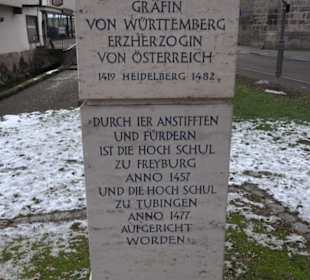 GRÄFIN
VON WÜRTTEMBERG
ERZHERZOGIN
VON ÖSTERREICH
1419 HEIDELBERG 1482
DURCH IER ANSTIFFTEN
UND FÜRDERN
IST DIE HOCH SCHUL
ZU FREYBURG
ANNO 1457
UND DIE HOCH SCHUL
ZU TUBINGEN
ANNO 1477
AUFGERICHT
WORDEN